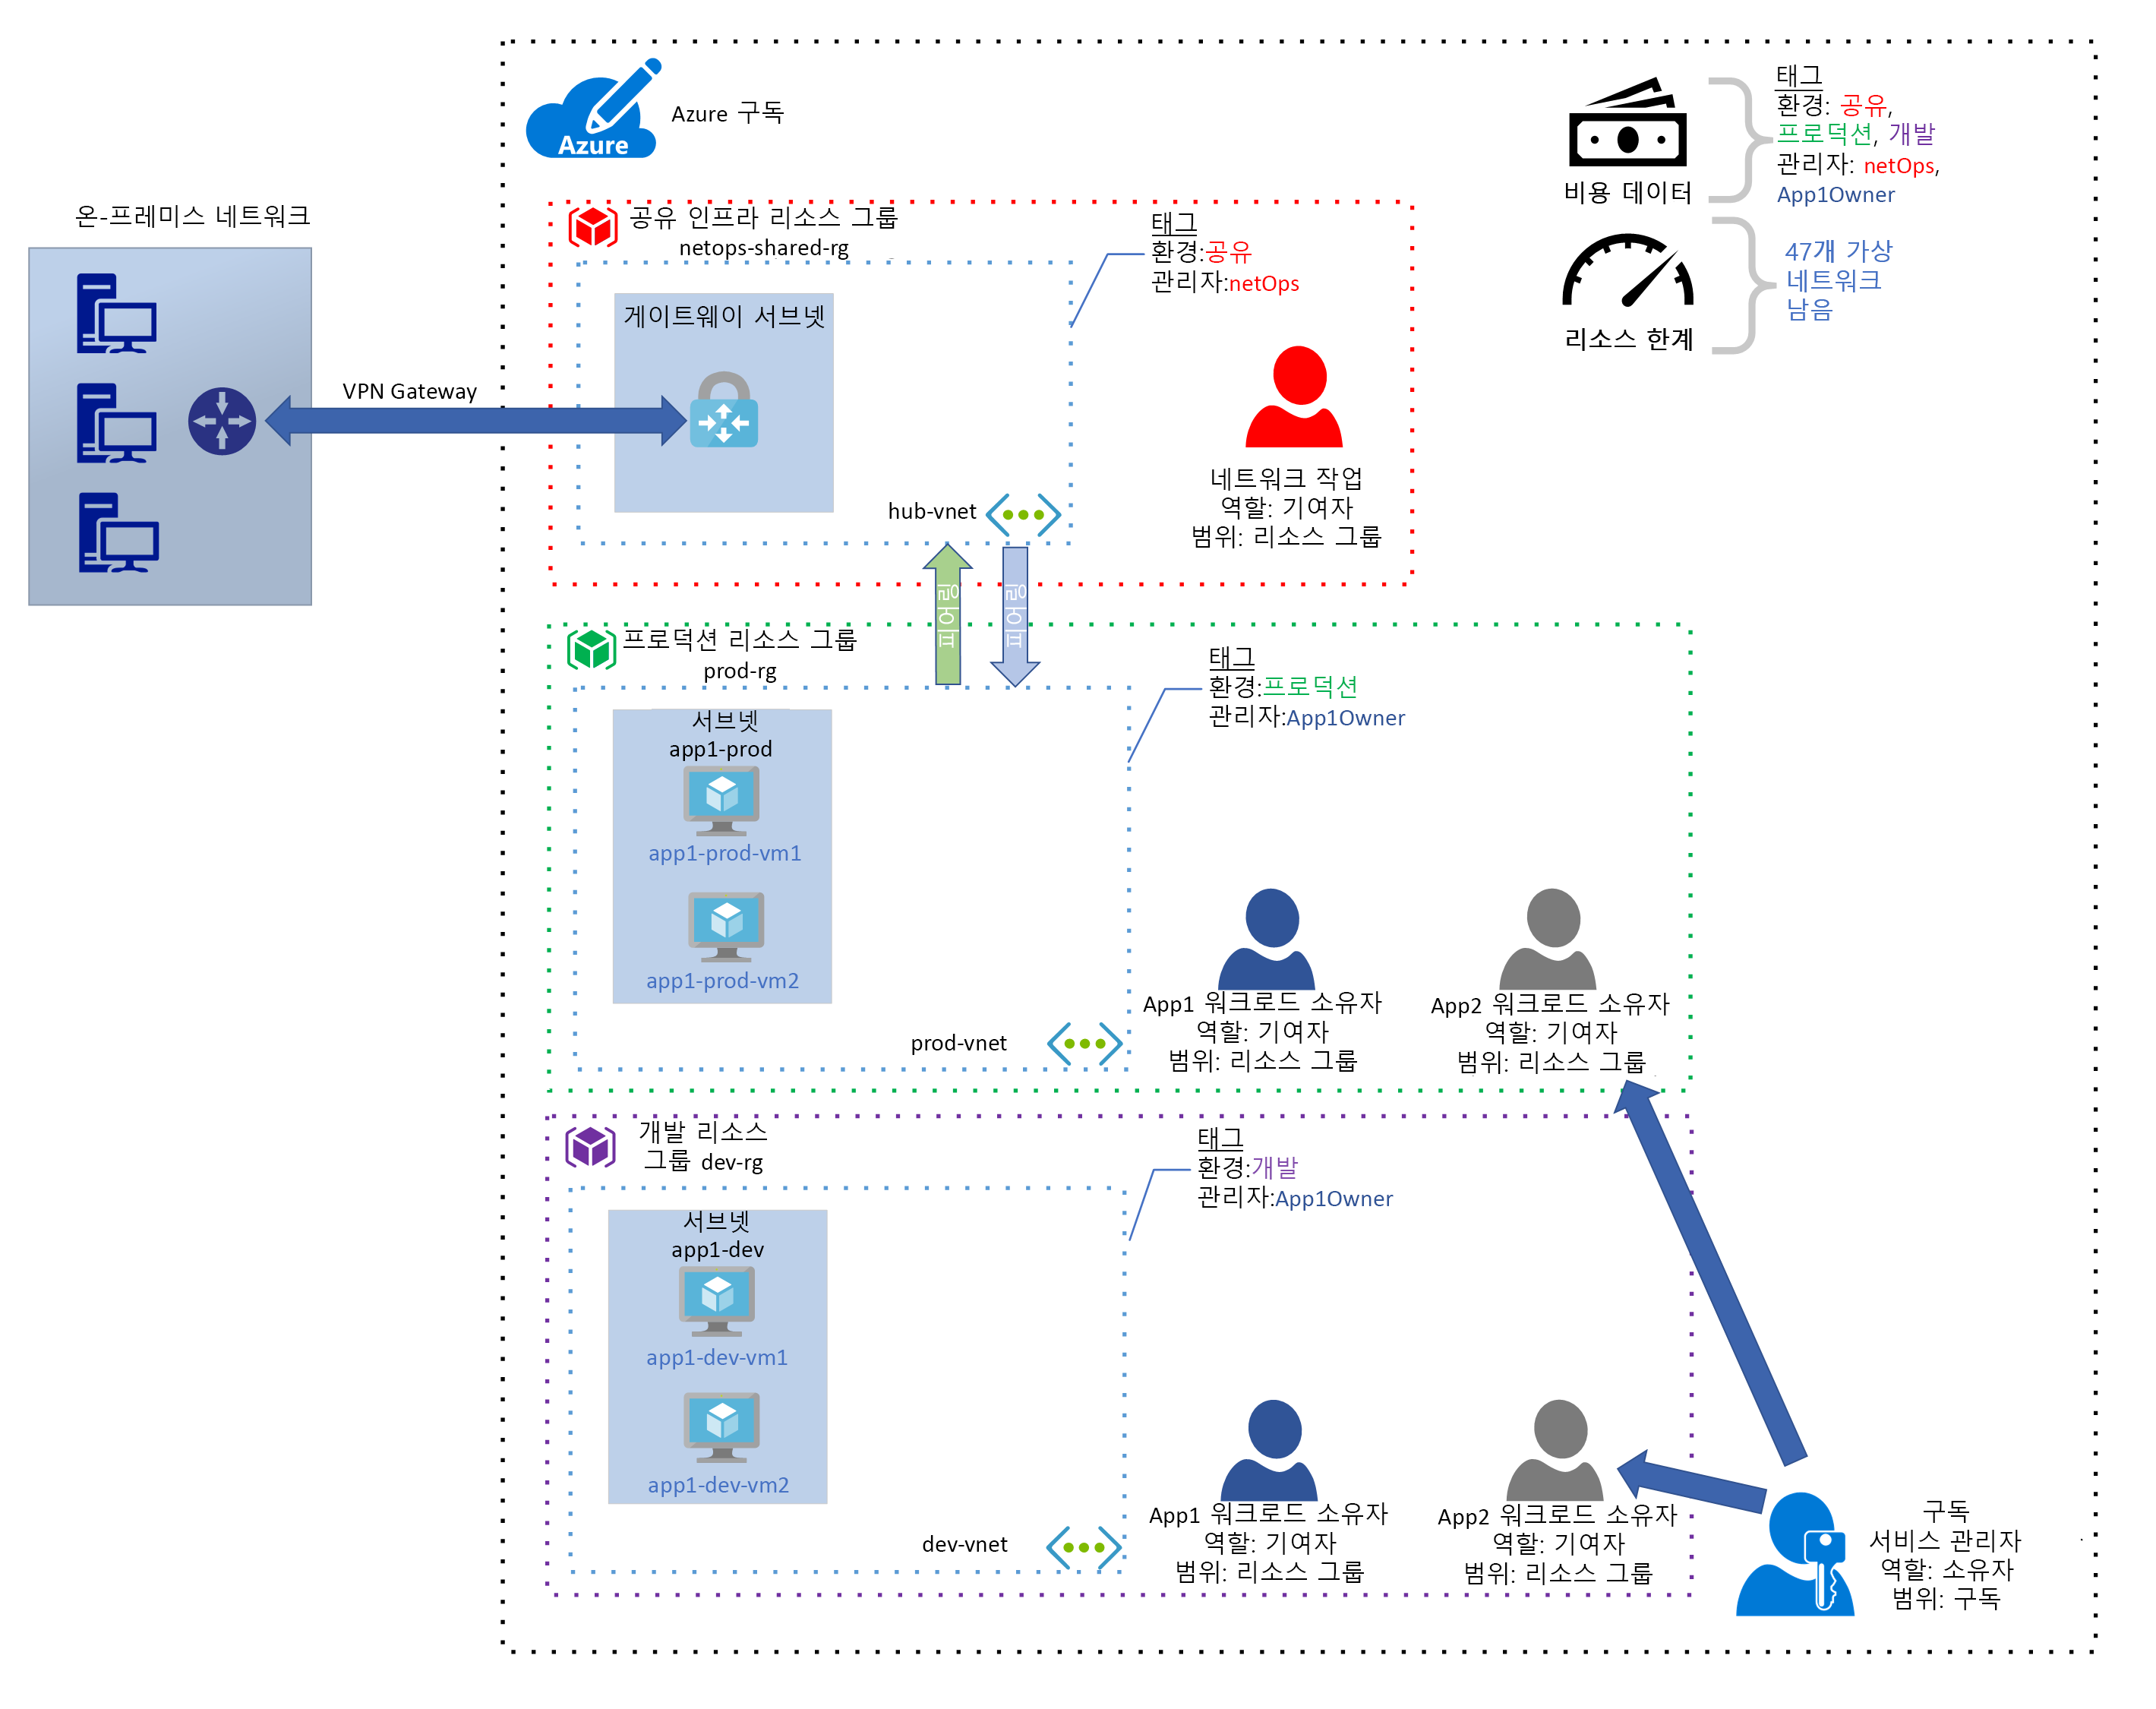 Azure
Azure 구독
비용 데이터
태그
환경: 공유,
프로덕션, 개발
관리자: netOps,
App1Owner
리소스 한계
47개 가상
네트워크
남음
온-프레미스 네트워크
VPN Gateway
공유 인프라 리소스 그룹
netops-shared-rg
게이트웨이 서브넷
hub-vnet
태그
환경:공유
관리자:netOps
네트워크 작업
역할: 기여자
범위: 리소스 그룹
피어링
피어링
프로덕션 리소스 그룹
prod-rg
서브넷
app1-prod
app1-prod-vm1
app1-prod-vm2
prod-vnet
태그
환경:프로덕션
관리자:App1Owner
App1 워크로드 소유자
역할: 기여자
범위: 리소스 그룹
App2 워크로드 소유자
역할: 기여자
범위: 리소스 그룹
개발 리소스
그룹 dev-rg
서브넷
app1-dev
app1-dev-vm1
app1-dev-vm2
dev-vnet
태그
환경:개발
관리자:App1Owner
App1 워크로드 소유자
역할: 기여자
범위: 리소스 그룹
App2 워크로드 소유자
역할: 기여자
범위: 리소스 그룹
구독
서비스 관리자
역할: 소유자
범위: 구독